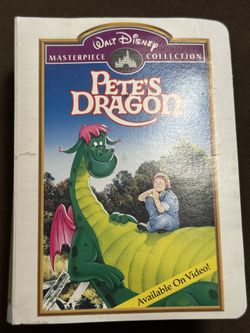 WALT DISNEY
MASTERPIECE COLLECTION
PETE'S
DRAGON
Available On Video!